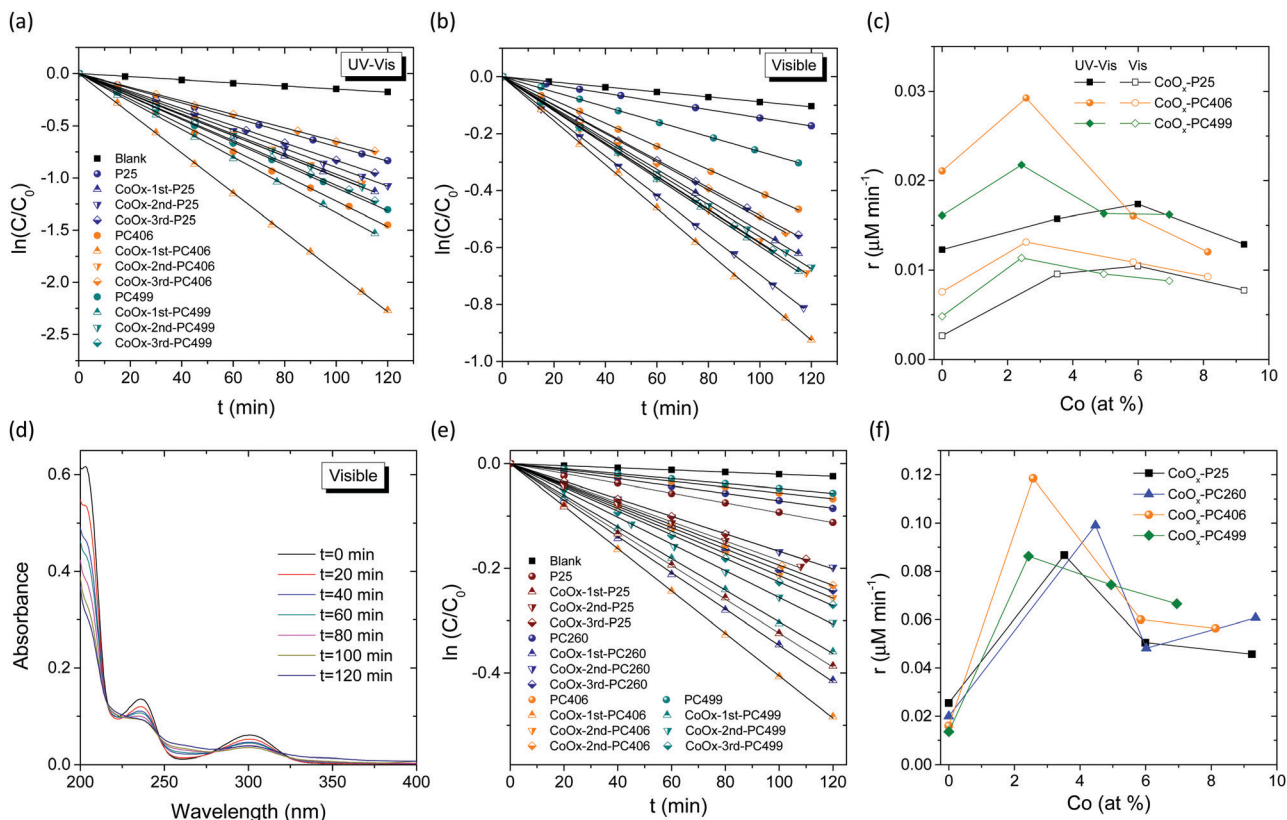 (a)
UV-Vis
0.0
-0.5
-1.0
-1.5
-2.0
-2.5
ln(C/C₀)
Blank
P25
CoOx-1st-P25
CoOx-2nd-P25
CoOx-3rd-P25
PC406
CoOx-1st-PC406
CoOx-2nd-PC406
CoOx-3rd-PC406
PC499
CoOx-1st-PC499
CoOx-2nd-PC499
CoOx-3rd-PC499
0 20 40 60 80 100 120
t (min)
(b)
Visible
0.0
-0.2
-0.4
-0.6
-0.8
-1.0
ln(C/C₀)
0 20 40 60 80 100 120
t (min)
(c)
UV-Vis Vis
CoOₓ-P25
CoOₓ-PC406
CoOₓ-PC499
0.03
0.02
0.01
0.00
r (μM min⁻¹)
0 2 4 6 8 10
Co (at %)
(d)
Visible
0.6
0.4
0.2
0.0
Absorbance
t=0 min
t=20 min
t=40 min
t=60 min
t=80 min
t=100 min
t=120 min
200 250 300 350 400
Wavelength (nm)
(e)
0.0
-0.2
-0.4
ln (C/C₀)
Blank
P25
CoOx-1st-P25
CoOx-2nd-P25
CoOx-3rd-P25
PC260
CoOx-1st-PC260
CoOx-2nd-PC260
CoOx-3rd-PC260
PC406
CoOx-1st-PC406
CoOx-2nd-PC406
CoOx-2nd-PC406
PC499
CoOx-1st-PC499
CoOx-2nd-PC499
CoOx-3rd-PC499
0 20 40 60 80 100 120
t (min)
(f)
CoOₓ-P25
CoOₓ-PC260
CoOₓ-PC406
CoOₓ-PC499
0.12
0.10
0.08
0.06
0.04
0.02
0.00
r (μM min⁻¹)
0 2 4 6 8 10
Co (at %)